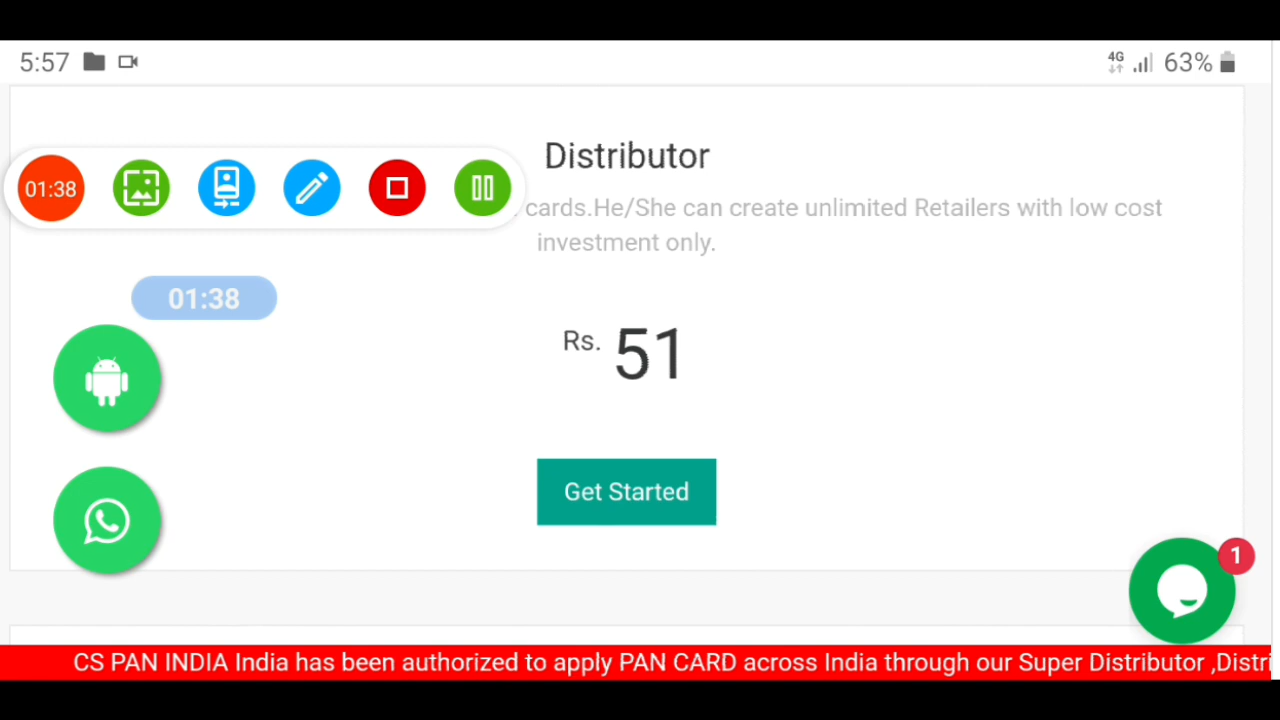 5:57
4G
63%
Distributor
01:38
cards.He/She can create unlimited Retailers with low cost
investment only.
01:38
Rs. 51
Get Started
1
CS PAN INDIA India has been authorized to apply PAN CARD across India through our Super Distributor ,Distri